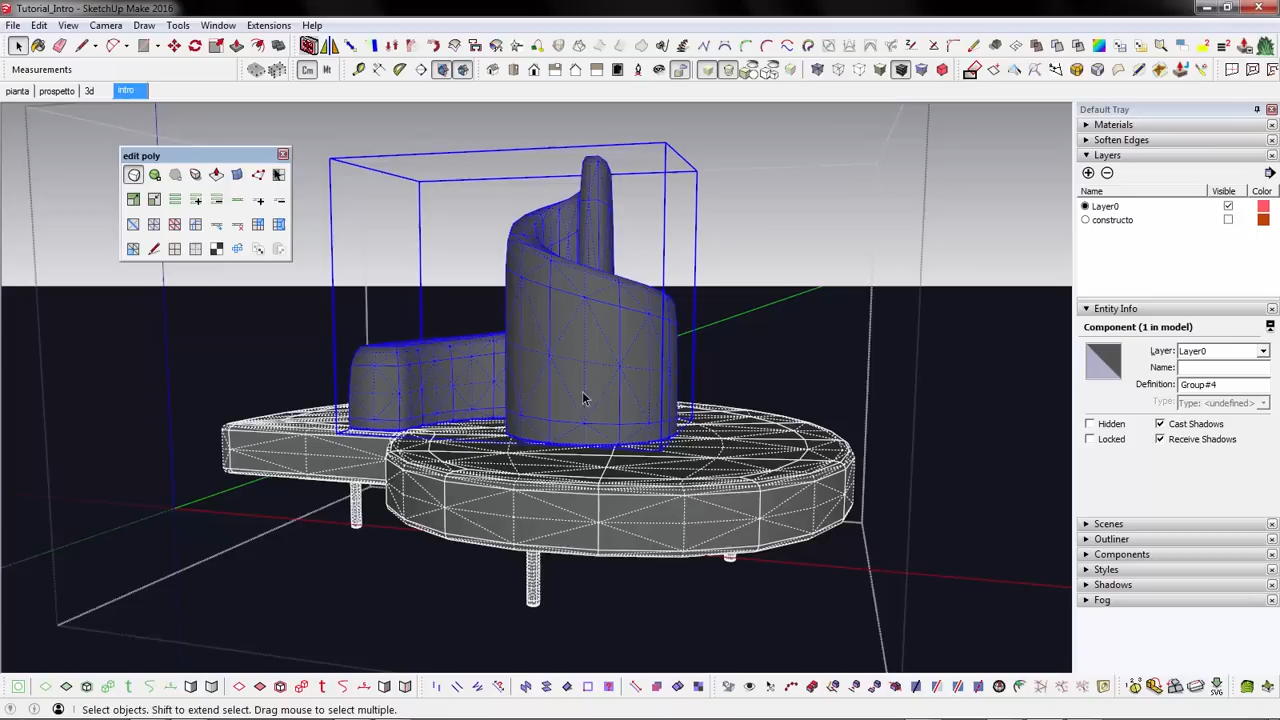 Tutorial_Intro - SketchUp Make 2016
File Edit View Camera Draw Tools Window Extensions Help
Measurements
Cm
Mt
pianta prospetto 3d intro
Default Tray
Materials
Soften Edges
Layers
Name Visible Color
Layer0
constructo
edit poly
Entity Info
Component (1 in model)
Layer: Layer0
Name:
Definition: Group#4
Type: Type: <undefined>
Hidden Cast Shadows
Locked Receive Shadows
Scenes
Outliner
Components
Styles
Shadows
Fog
Select objects. Shift to extend select. Drag mouse to select multiple.